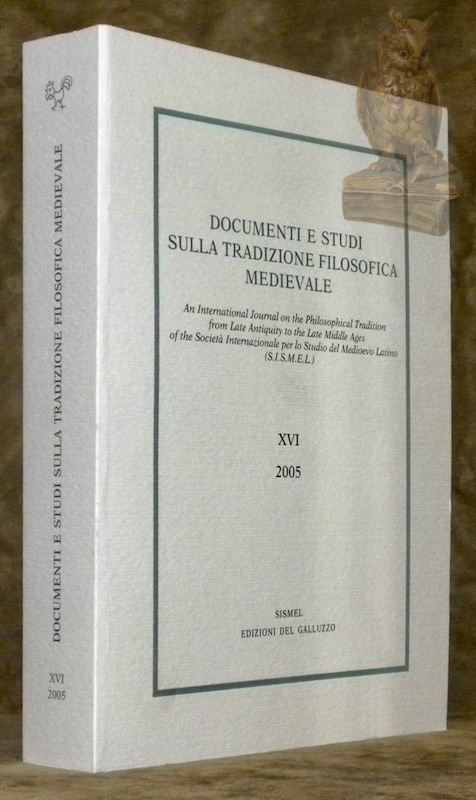 DOCUMENTI E STUDI SULLA TRADIZIONE FILOSOFICA MEDIEVALE
XVI
2005
DOCUMENTI E STUDI
SULLA TRADIZIONE FILOSOFICA
MEDIEVALE
An International Journal on the Philosophical Tradition
from Late Antiquity to the Late Middle Ages
of the Società Internazionale per lo Studio del Medioevo Latino
(S.I.S.M.E.L.)
XVI
2005
SISMEL
EDIZIONI DEL GALLUZZO